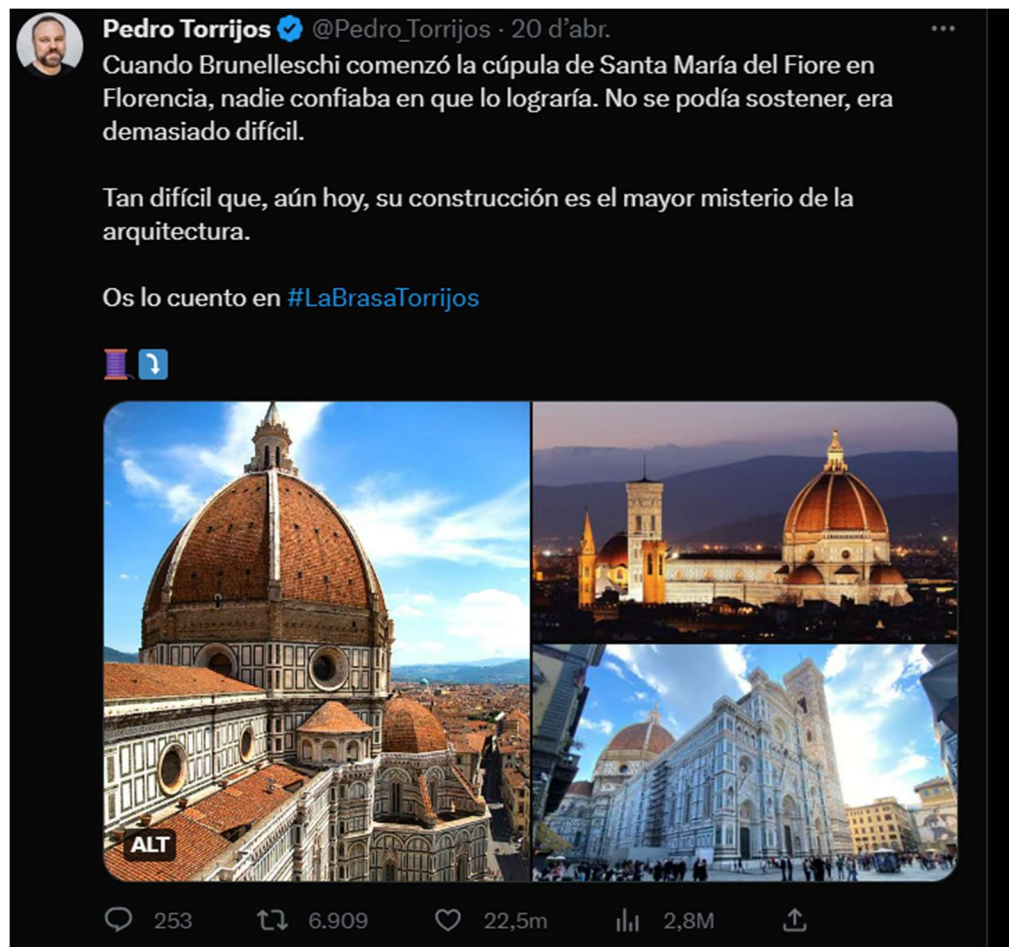 Pedro Torrijos @Pedro_Torrijos · 20 d’abr.
Cuando Brunelleschi comenzó la cúpula de Santa María del Fiore en
Florencia, nadie confiaba en que lo lograría. No se podía sostener, era
demasiado difícil.
Tan difícil que, aún hoy, su construcción es el mayor misterio de la
arquitectura.
Os lo cuento en #LaBrasaTorrijos
ALT
253 6.909 22,5m 2,8M